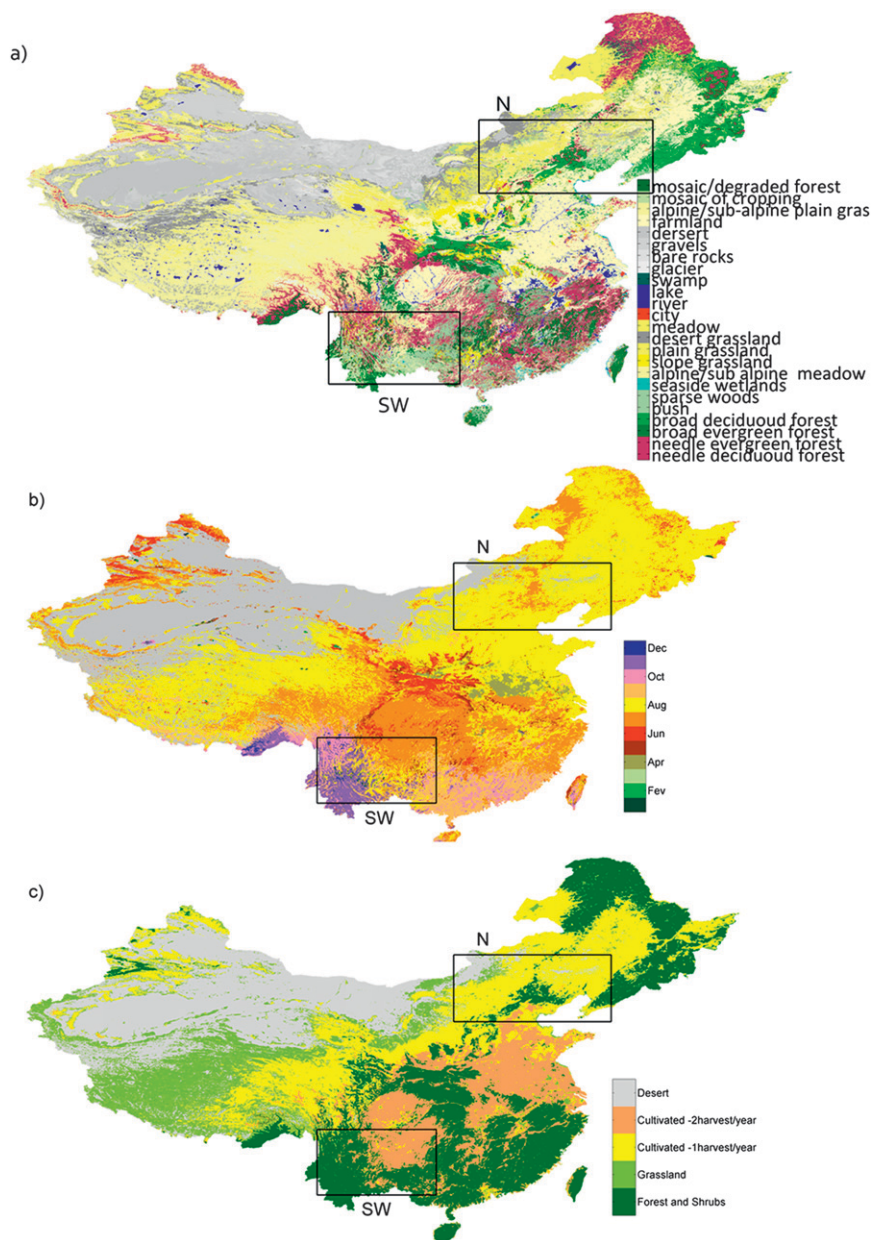 a)
N
SW
mosaic/degraded forest
mosaic of cropping
alpine/sub-alpine plain gras
farmland
dersert
gravels
bare rocks
glacier
swamp
lake
river
city
meadow
desert grassland
plain grassland
slope grassland
alpine/sub alpine meadow
seaside wetlands
sparse woods
bush
broad deciduoud forest
broad evergreen forest
needle evergreen forest
needle deciduoud forest
b)
N
SW
Dec
Oct
Aug
Jun
Apr
Fev
c)
N
SW
Desert
Cultivated -2harvest/year
Cultivated -1harvest/year
Grassland
Forest and Shrubs